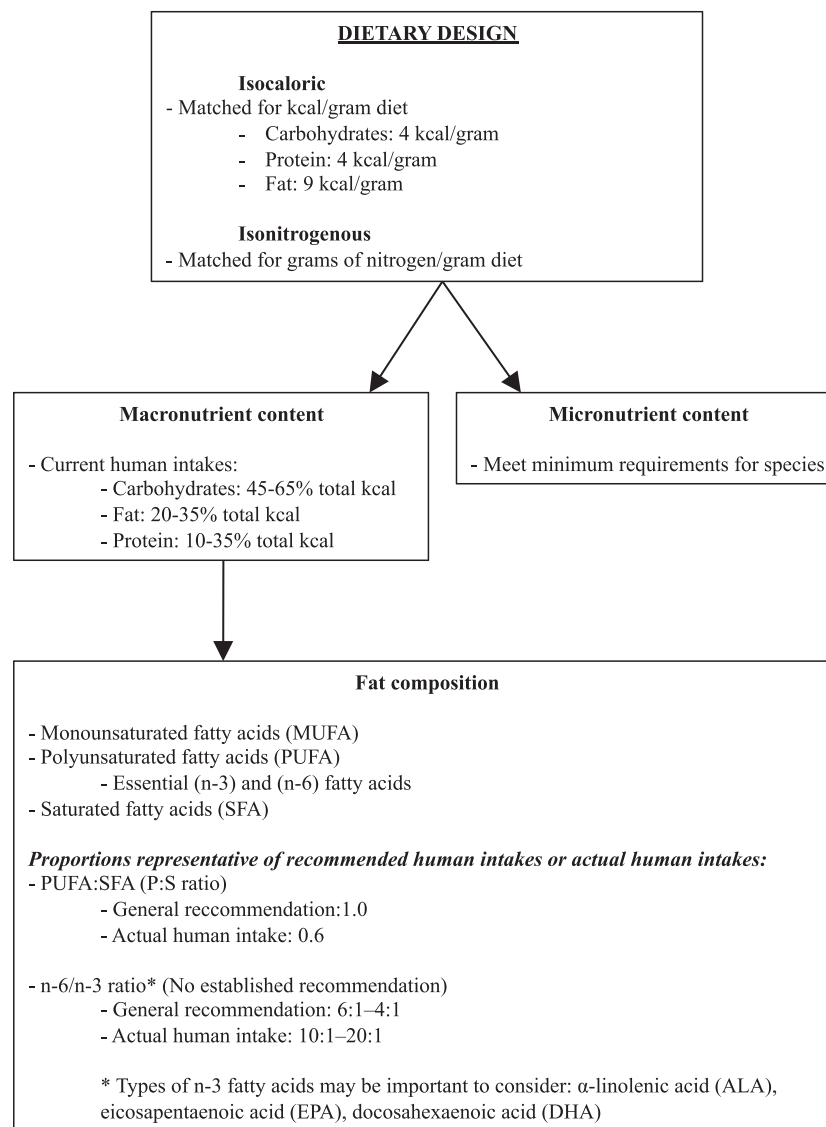 DIETARY DESIGN
Isocaloric
- Matched for kcal/gram diet
- Carbohydrates: 4 kcal/gram
- Protein: 4 kcal/gram
- Fat: 9 kcal/gram
Isonitrogenous
- Matched for grams of nitrogen/gram diet
Macronutrient content
- Current human intakes:
- Carbohydrates: 45-65% total kcal
- Fat: 20-35% total kcal
- Protein: 10-35% total kcal
Micronutrient content
- Meet minimum requirements for species
Fat composition
- Monounsaturated fatty acids (MUFA)
- Polyunsaturated fatty acids (PUFA)
- Essential (n-3) and (n-6) fatty acids
- Saturated fatty acids (SFA)
Proportions representative of recommended human intakes or actual human intakes:
- PUFA:SFA (P:S ratio)
- General reccommendation:1.0
- Actual human intake: 0.6
- n-6/n-3 ratio* (No established recommendation)
- General recommendation: 6:1–4:1
- Actual human intake: 10:1–20:1
* Types of n-3 fatty acids may be important to consider: α-linolenic acid (ALA),
eicosapentaenoic acid (EPA), docosahexaenoic acid (DHA)